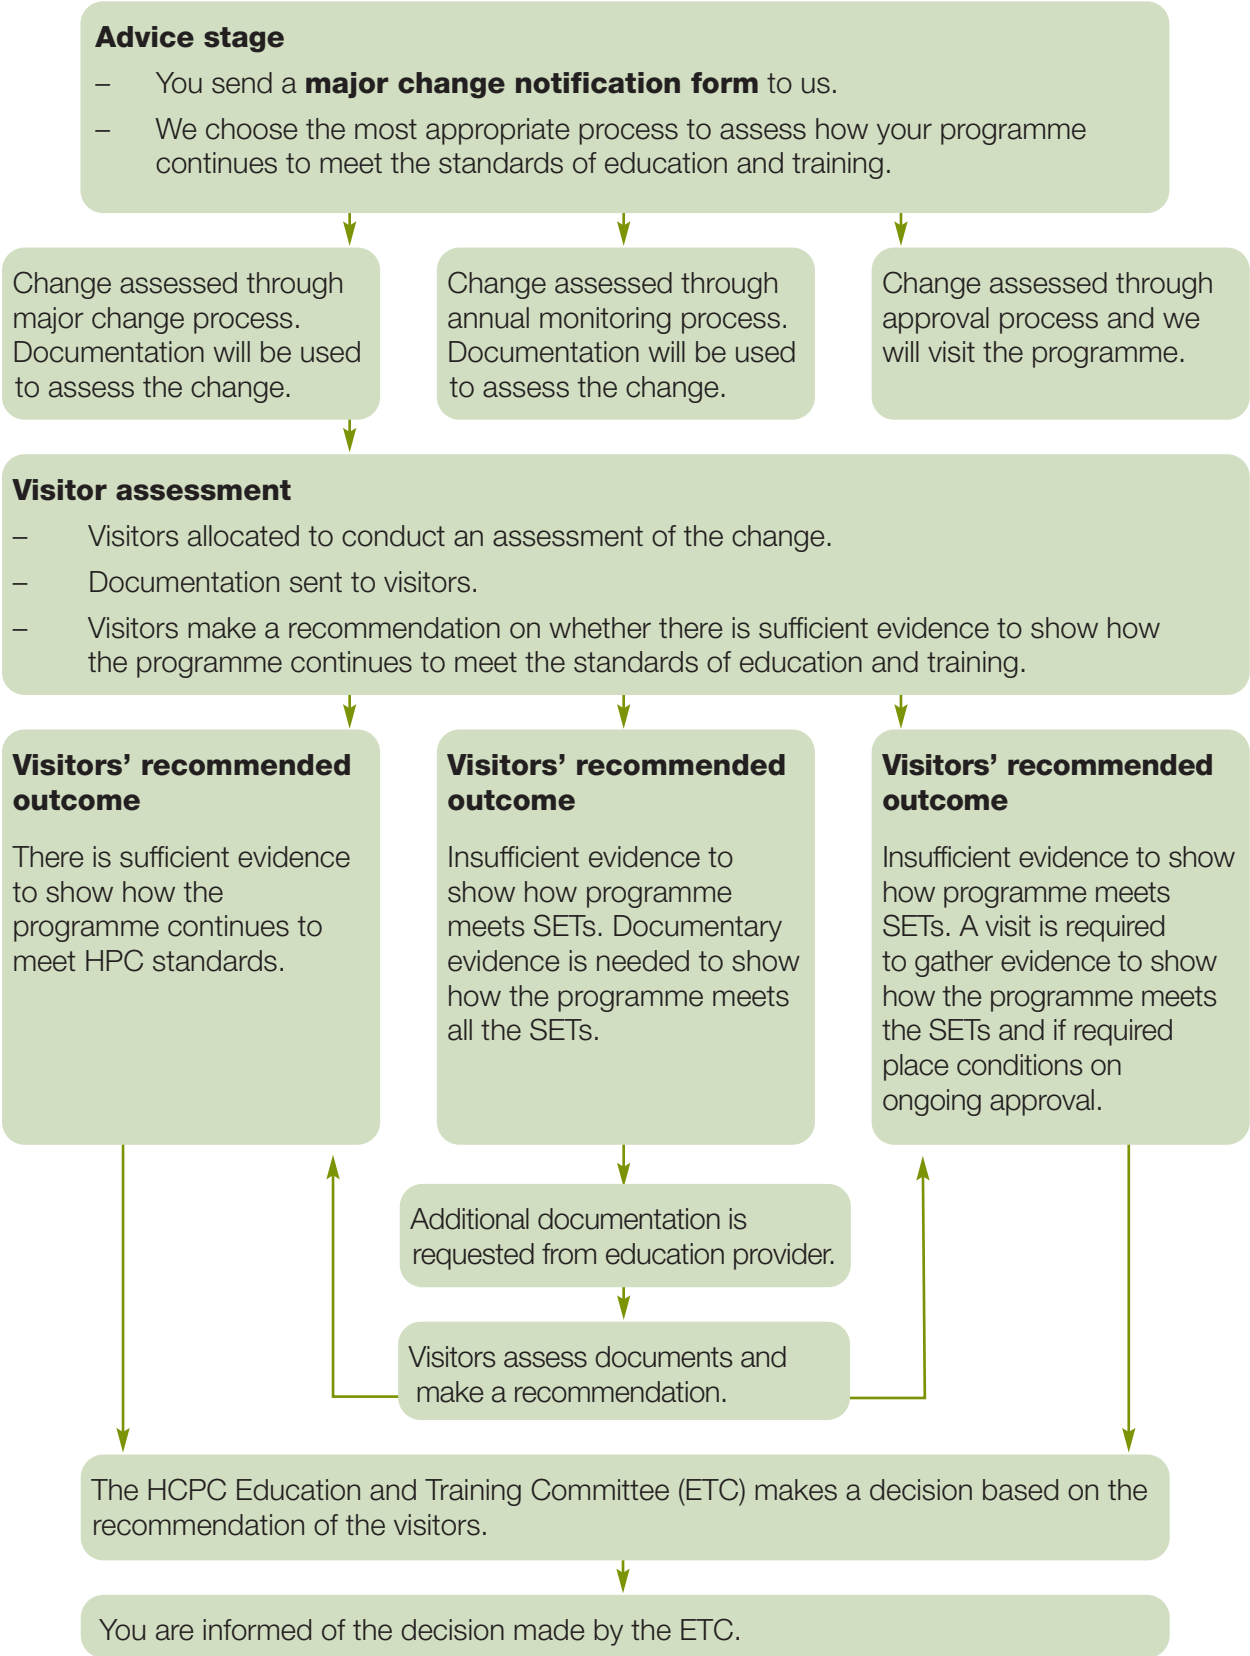 Advice stage
– You send a major change notification form to us.
– We choose the most appropriate process to assess how your programme
continues to meet the standards of education and training.
Change assessed through
major change process.
Documentation will be used
to assess the change.
Change assessed through
annual monitoring process.
Documentation will be used
to assess the change.
Change assessed through
approval process and we
will visit the programme.
Visitor assessment
– Visitors allocated to conduct an assessment of the change.
– Documentation sent to visitors.
– Visitors make a recommendation on whether there is sufficient evidence to show how
the programme continues to meet the standards of education and training.
Visitors’ recommended
outcome
There is sufficient evidence
to show how the
programme continues to
meet HPC standards.
Visitors’ recommended
outcome
Insufficient evidence to
show how programme
meets SETs. Documentary
evidence is needed to show
how the programme meets
all the SETs.
Visitors’ recommended
outcome
Insufficient evidence to show
how programme meets
SETs. A visit is required
to gather evidence to show
how the programme meets
the SETs and if required
place conditions on
ongoing approval.
Additional documentation is
requested from education provider.
Visitors assess documents and
make a recommendation.
The HCPC Education and Training Committee (ETC) makes a decision based on the
recommendation of the visitors.
You are informed of the decision made by the ETC.